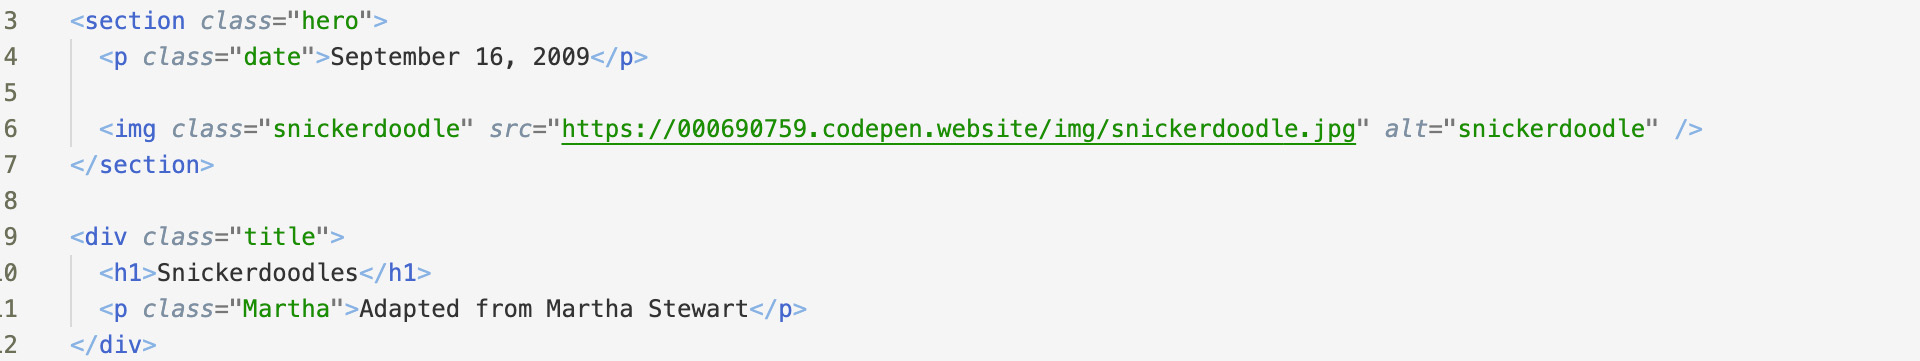 3 <section class="hero">
4 <p class="date">September 16, 2009</p>
5
6 <img class="snickerdoodle" src="https://000690759.codepen.website/img/snickerdoodle.jpg" alt="snickerdoodle" />
7 </section>
8
9 <div class="title">
0 <h1>Snickerdoodles</h1>
1 <p class="Martha">Adapted from Martha Stewart</p>
2 </div>